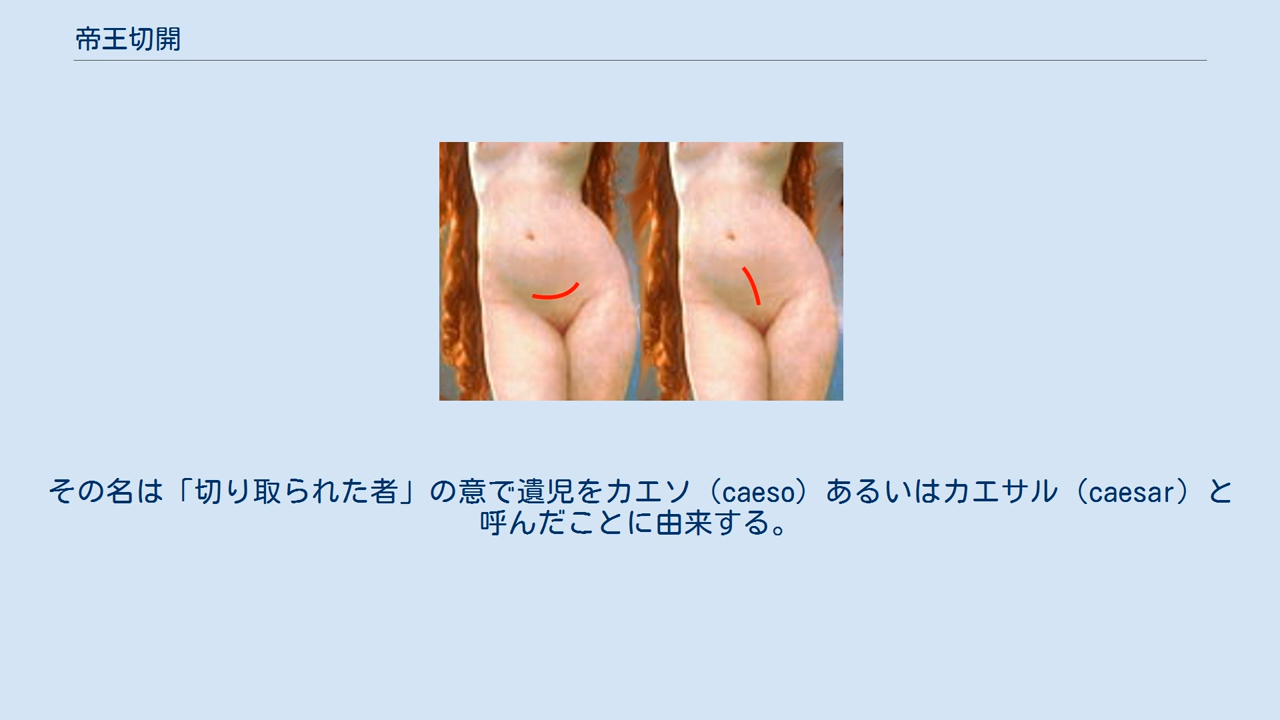 帝王切開
その名は「切り取られた者」の意で遺児をカエソ（caeso）あるいはカエサル（caesar）と
呼んだことに由来する。